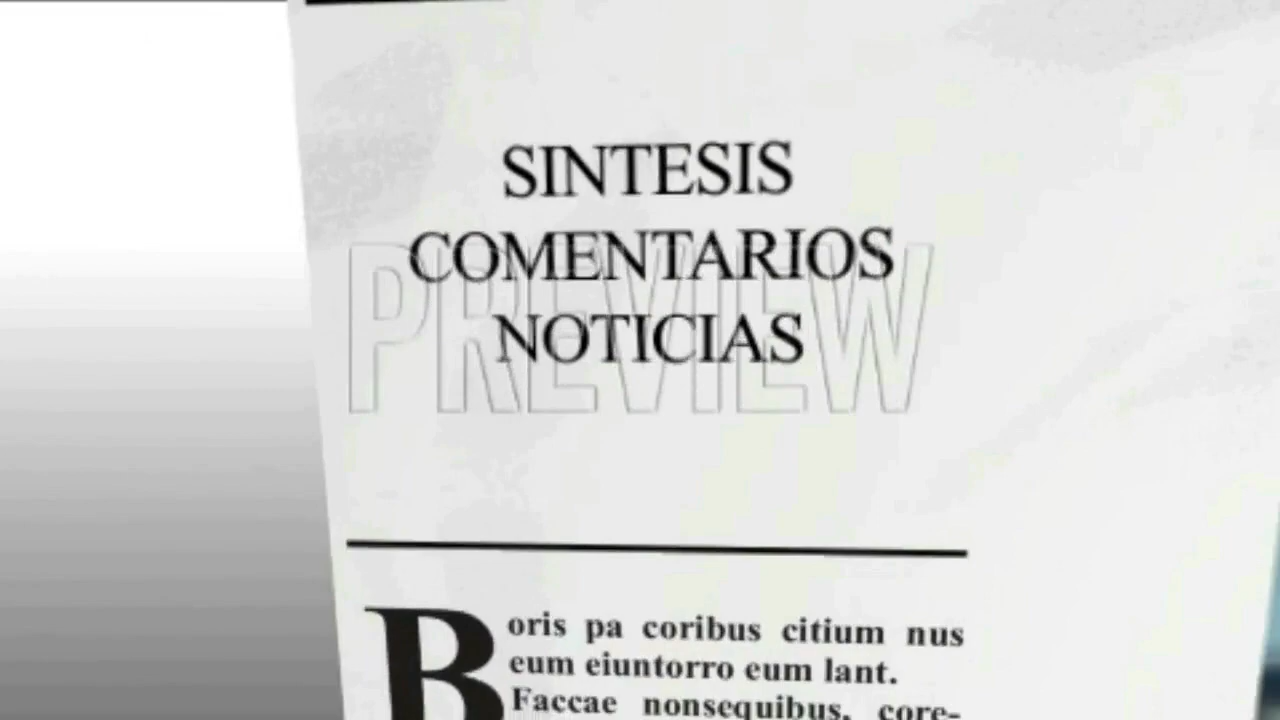 SINTESIS
COMENTARIOS
PREVIEW
NOTICIAS
Boris pa coribus citium nus
eum eiuntorro eum lant.
Faccae nonsequibus, core-